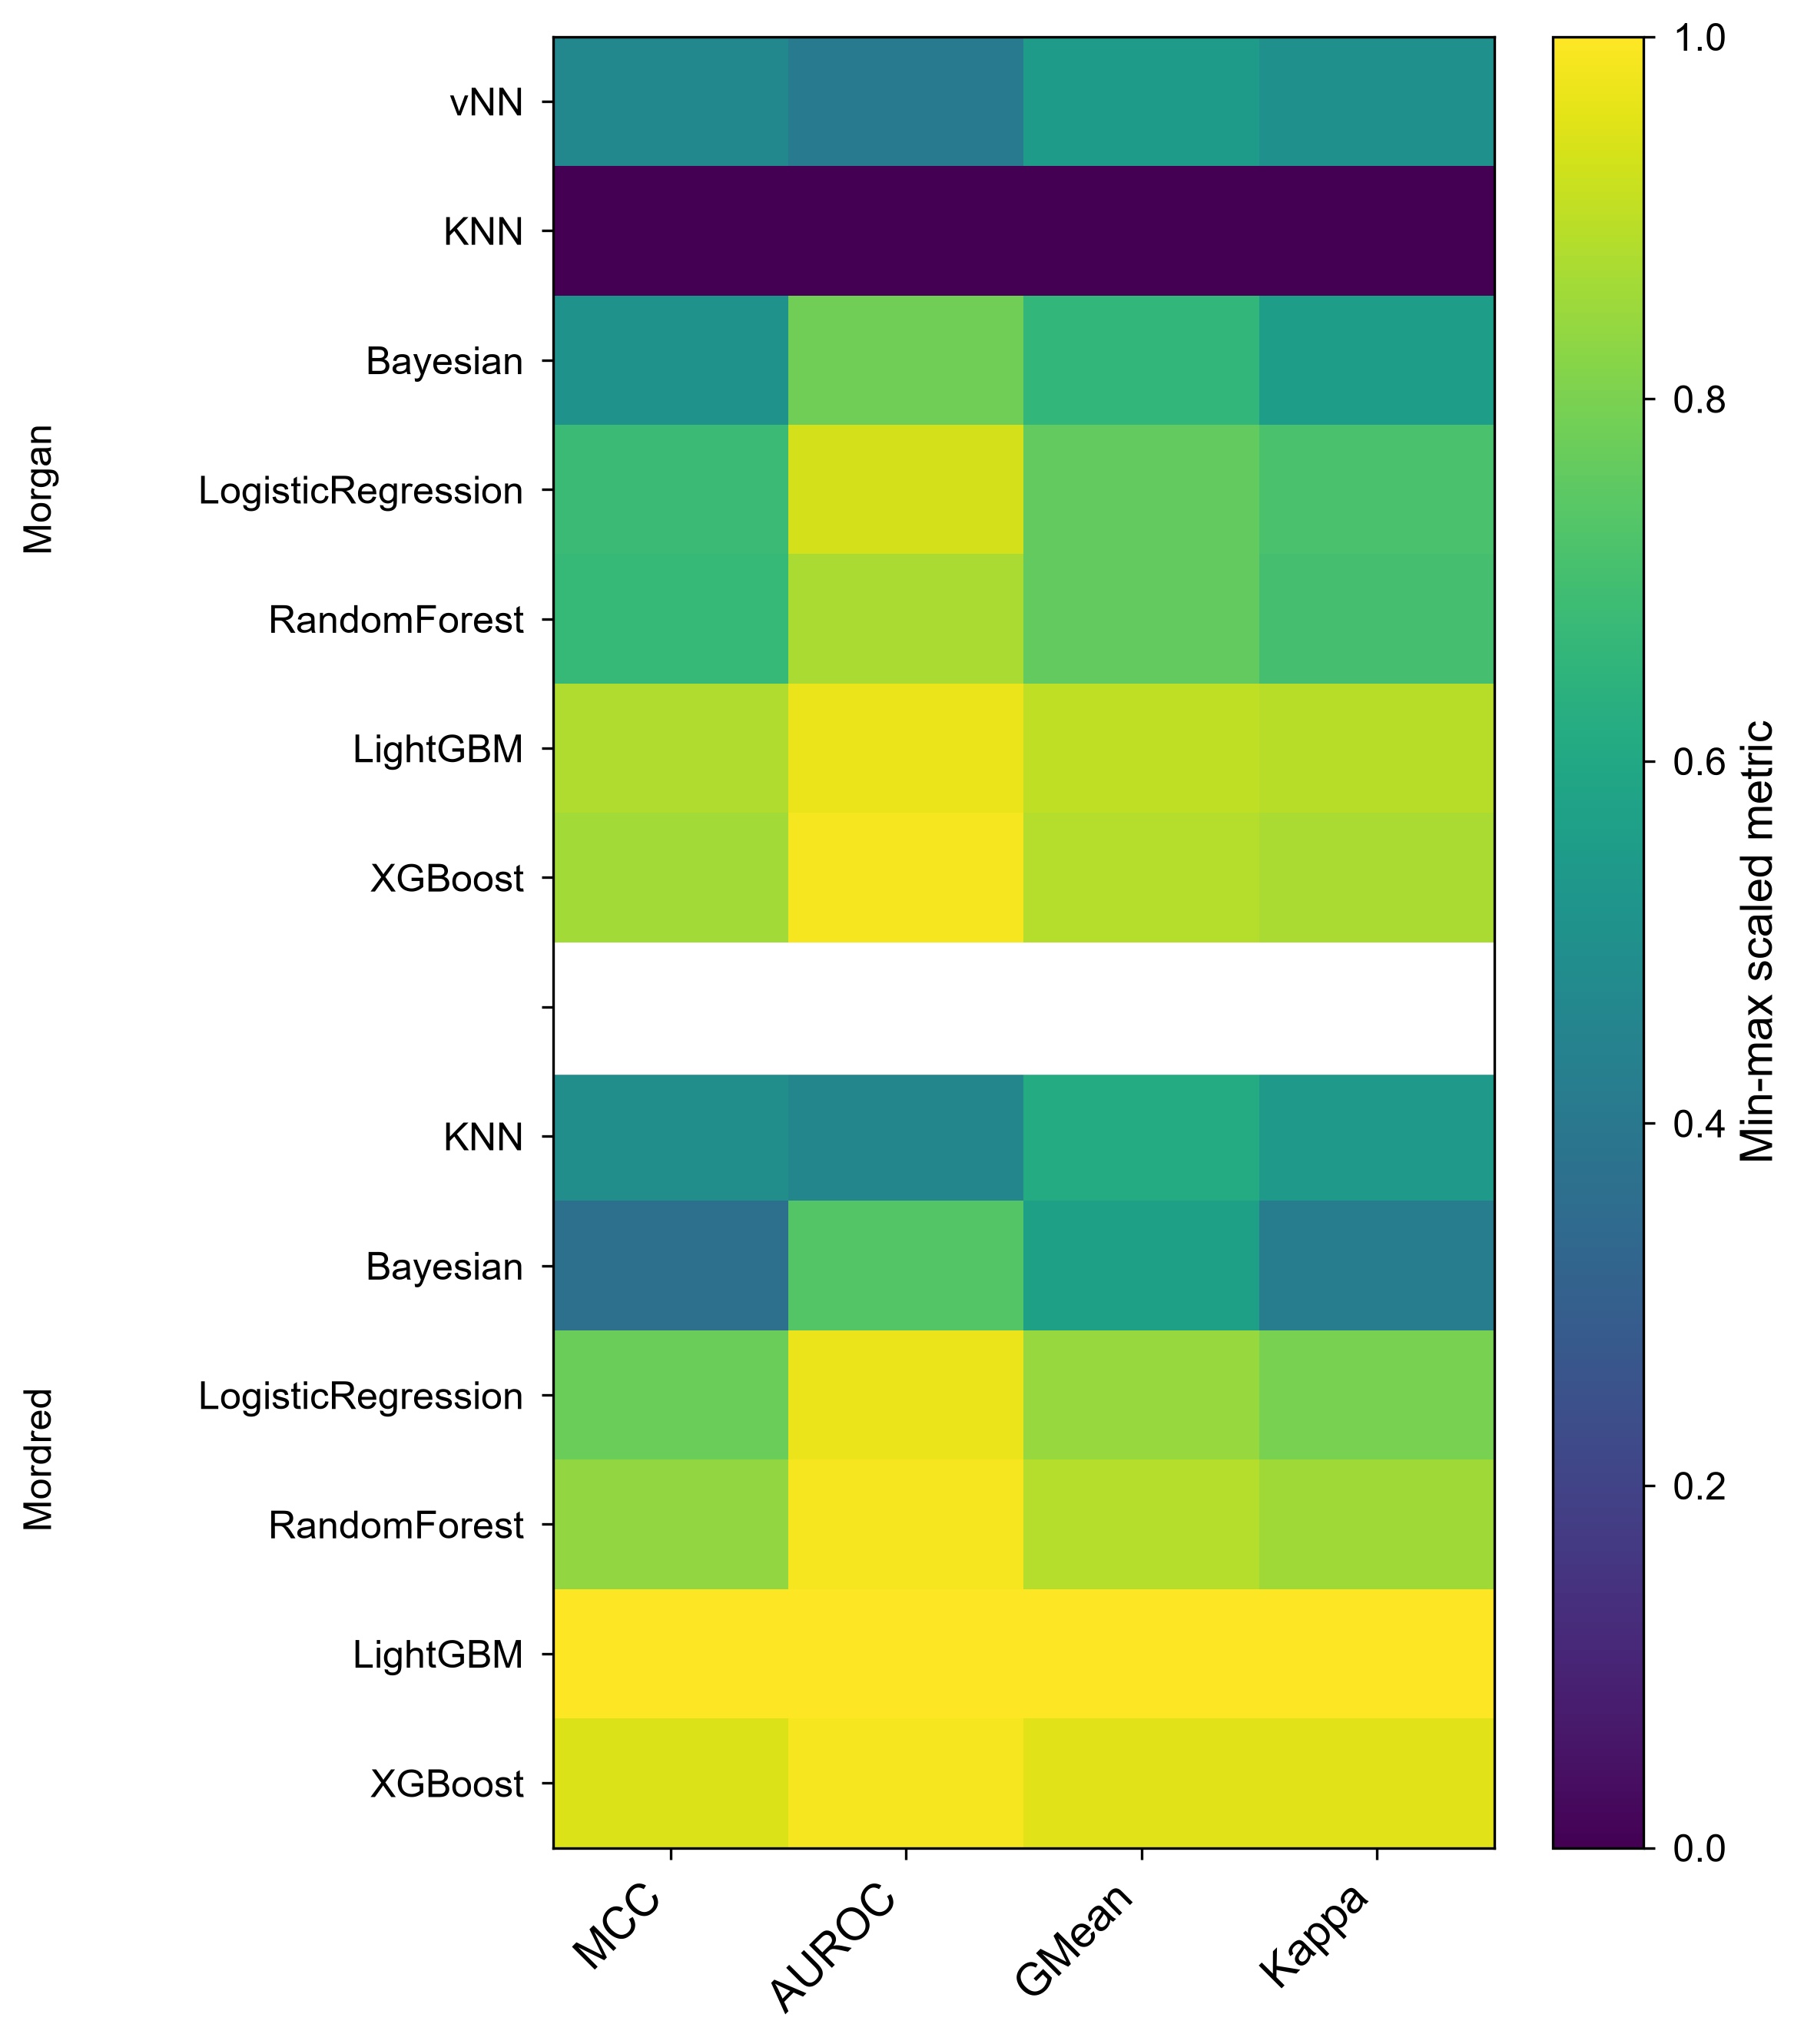 Morgan
vNN
KNN
Bayesian
LogisticRegression
RandomForest
LightGBM
XGBoost
Mordred
KNN
Bayesian
LogisticRegression
RandomForest
LightGBM
XGBoost
MCC
AUROC
GMean
Kappa
1.0
0.8
0.6
0.4
0.2
0.0
Min-max scaled metric